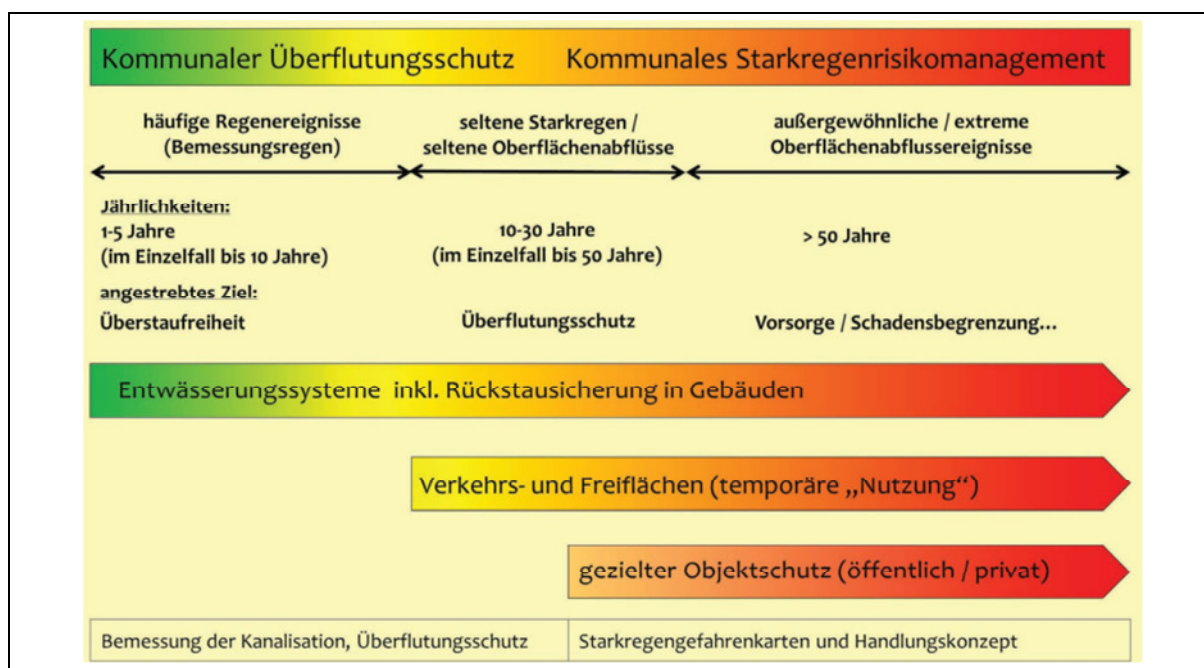 Kommunaler Überflutungsschutz Kommunales Starkregenrisikomanagement
häufige Regenereignisse
(Bemessungsregen)
seltene Starkregen /
seltene Oberflächenabflüsse
außergewöhnliche / extreme
Oberflächenabflussereignisse
Jährlichkeiten:
1-5 Jahre
(im Einzelfall bis 10 Jahre)
10-30 Jahre
(im Einzelfall bis 50 Jahre)
> 50 Jahre
angestrebtes Ziel:
Überstaufreiheit
Überflutungsschutz
Vorsorge / Schadensbegrenzung...
Entwässerungssysteme inkl. Rückstausicherung in Gebäuden
Verkehrs- und Freiflächen (temporäre „Nutzung“)
gezielter Objektschutz (öffentlich / privat)
Bemessung der Kanalisation, Überflutungsschutz
Starkregengefahrenkarten und Handlungskonzept